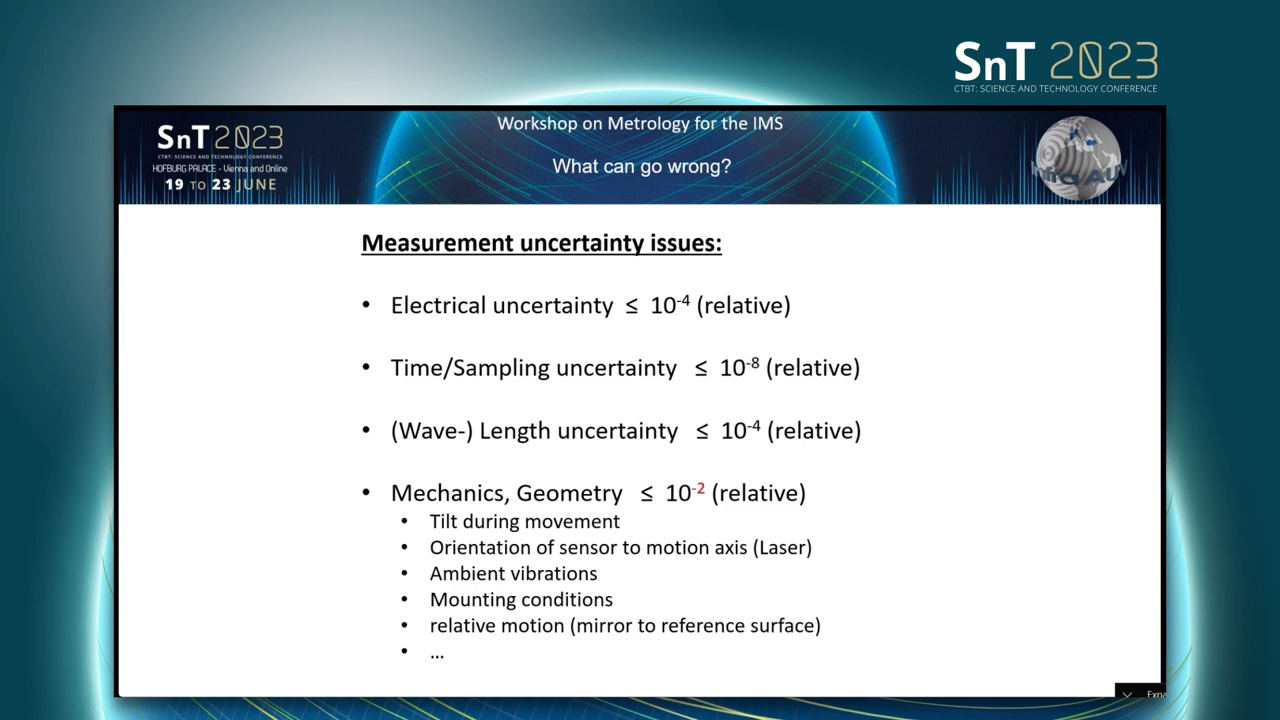 SnT 2023
CTBT: SCIENCE AND TECHNOLOGY CONFERENCE
SnT 2023
CTBT: SCIENCE AND TECHNOLOGY CONFERENCE
HOFBURG PALACE - Vienna and Online
19 TO 23 JUNE
Workshop on Metrology for the IMS
What can go wrong?
Infra AUV
Measurement uncertainty issues:
• Electrical uncertainty ≤ 10⁻⁴ (relative)
• Time/Sampling uncertainty ≤ 10⁻⁸ (relative)
• (Wave-) Length uncertainty ≤ 10⁻⁴ (relative)
• Mechanics, Geometry ≤ 10⁻² (relative)
• Tilt during movement
• Orientation of sensor to motion axis (Laser)
• Ambient vibrations
• Mounting conditions
• relative motion (mirror to reference surface)
• ...